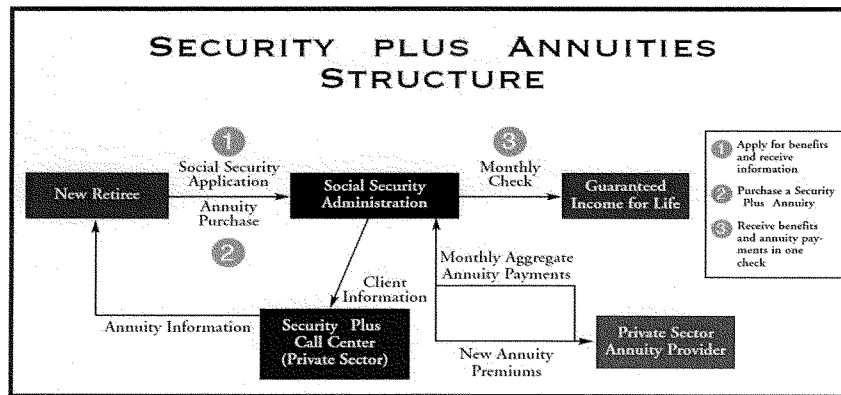 SECURITY PLUS ANNUITIES
STRUCTURE
1
Social Security
Application
3
Monthly
Check
New Retiree
Annuity
Purchase
2
Social Security
Administration
Guaranteed
Income for Life
1 Apply for benefits
and receive
information
2 Purchase a Security
Plus Annuity
3 Receive benefits
and annuity pay-
ments in one
check
Monthly Aggregate
Annuity Payments
Client
Information
Annuity Information
Security Plus
Call Center
(Private Sector)
New Annuity
Premiums
Private Sector
Annuity Provider